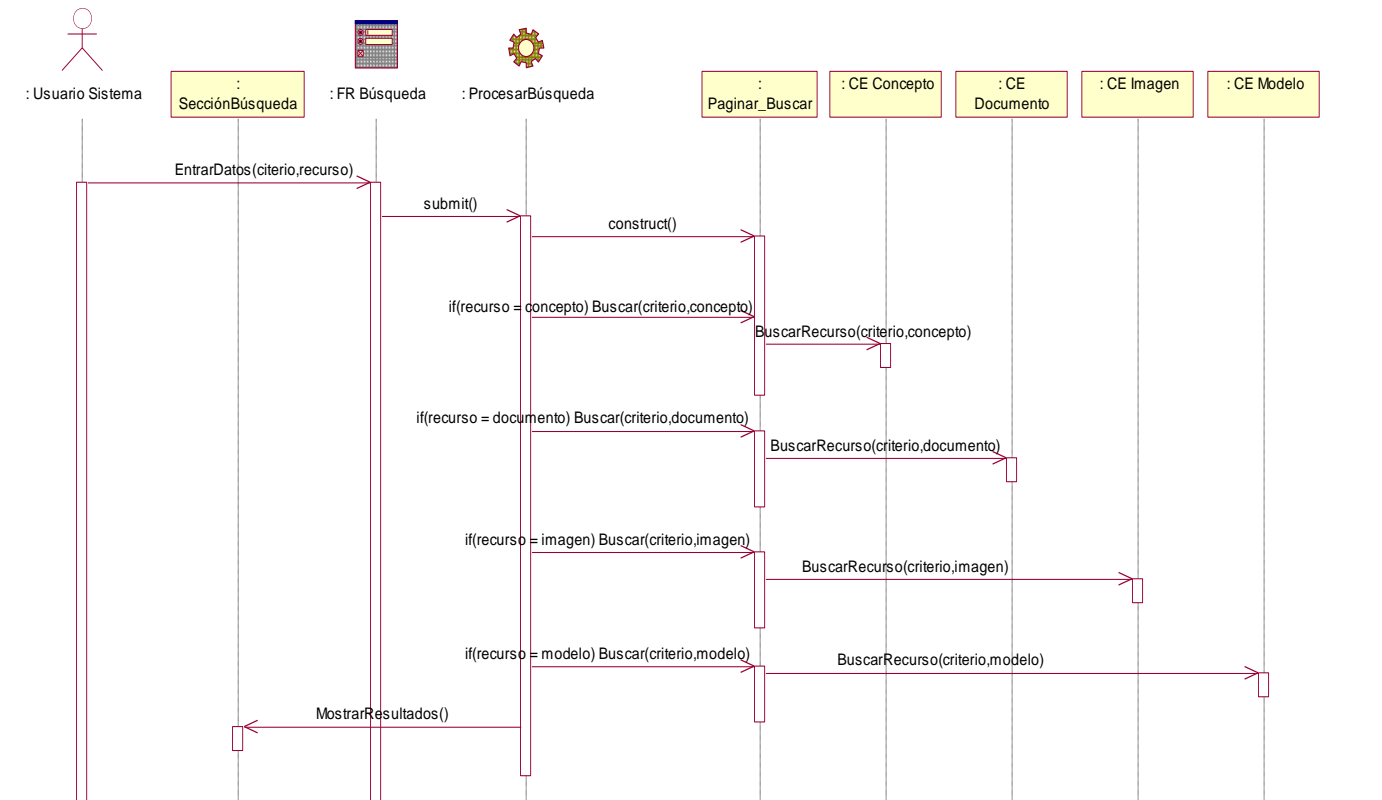 : Usuario Sistema
:
SecciónBúsqueda
: FR Búsqueda
: ProcesarBúsqueda
:
Paginar_Buscar
: CE Concepto
: CE
Documento
: CE Imagen
: CE Modelo
EntrarDatos(citerio,recurso)
submit()
construct()
if(recurso = concepto) Buscar(criterio,concepto)
BuscarRecurso(criterio,concepto)
if(recurso = documento) Buscar(criterio,documento)
BuscarRecurso(criterio,documento)
if(recurso = imagen) Buscar(criterio,imagen)
BuscarRecurso(criterio,imagen)
if(recurso = modelo) Buscar(criterio,modelo)
BuscarRecurso(criterio,modelo)
MostrarResultados()